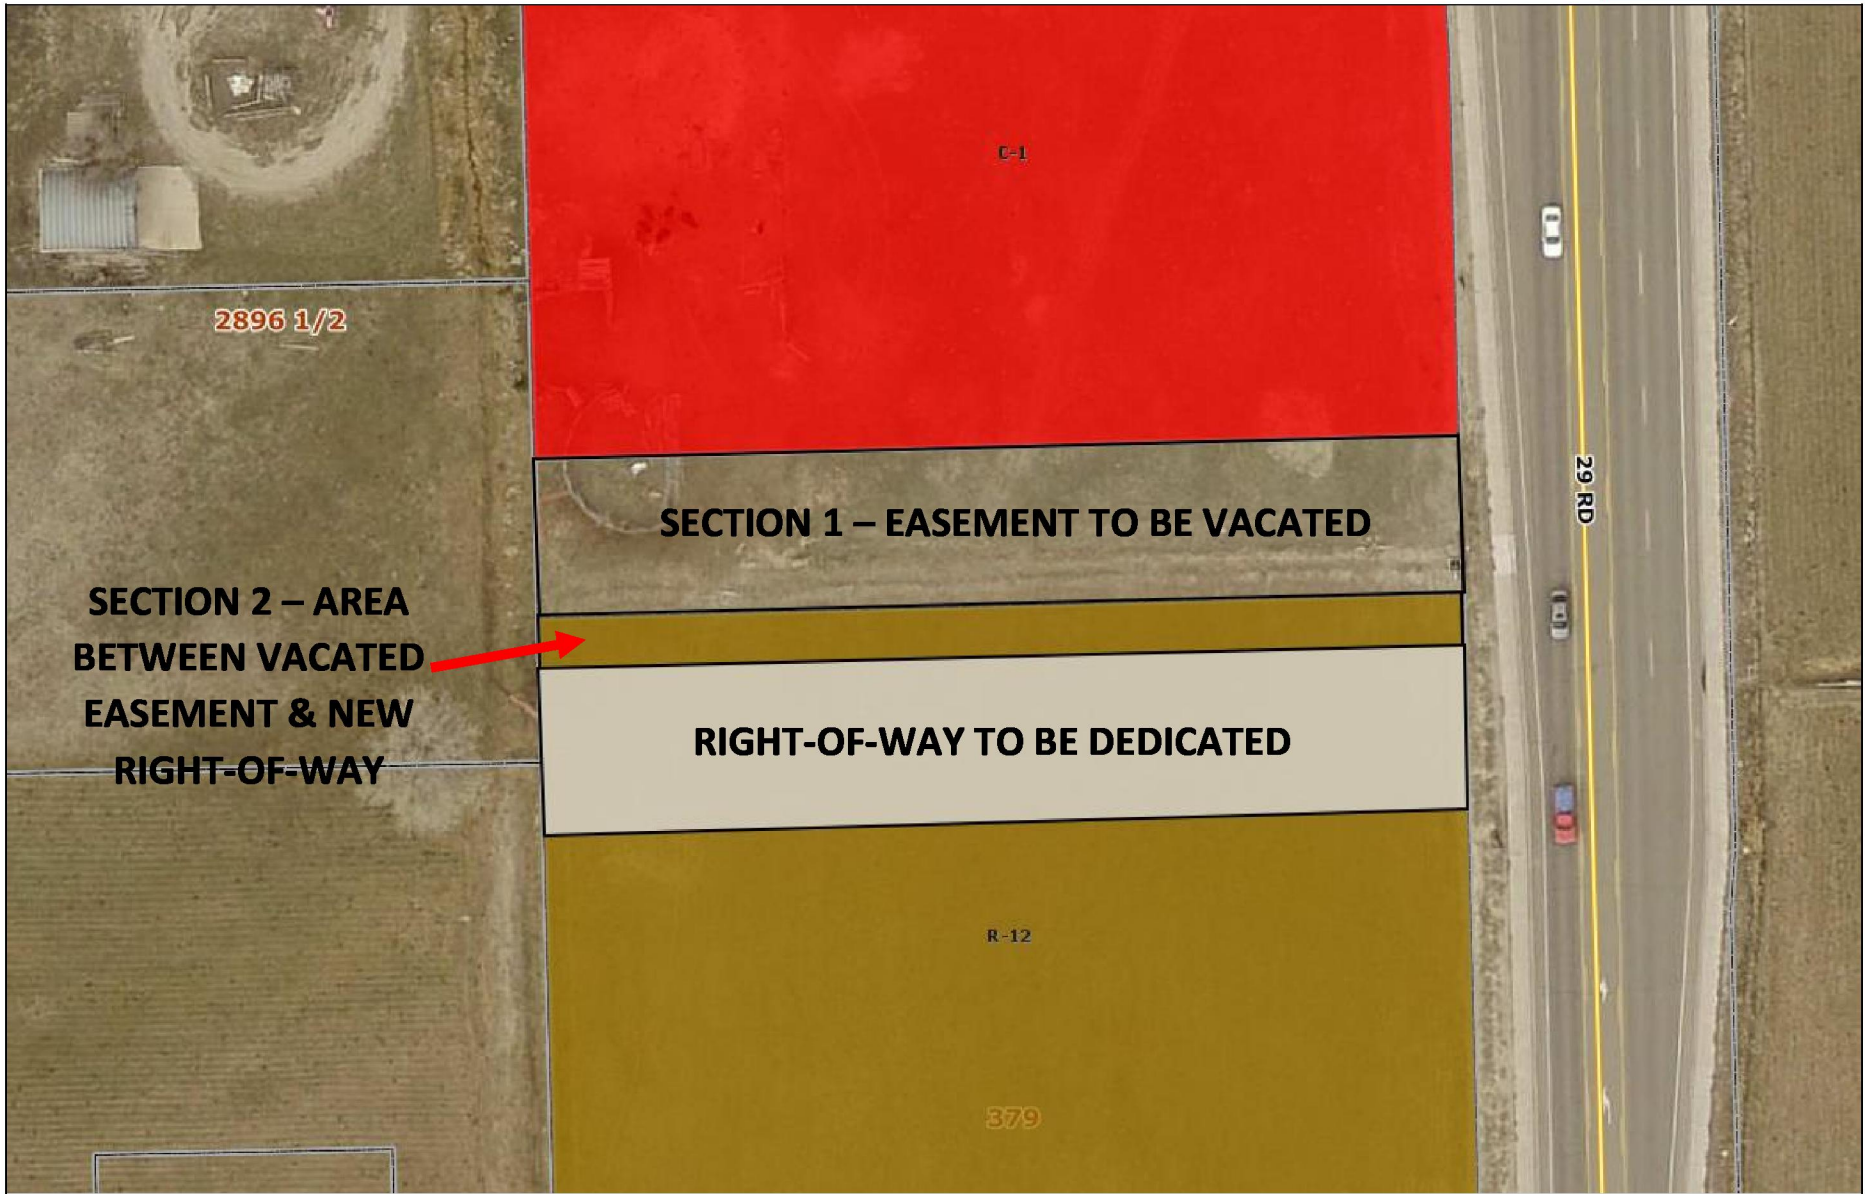 C-1
2896 1/2
29 RD
SECTION 1 – EASEMENT TO BE VACATED
SECTION 2 – AREA
BETWEEN VACATED
EASEMENT & NEW
RIGHT-OF-WAY
RIGHT-OF-WAY TO BE DEDICATED
R-12
379